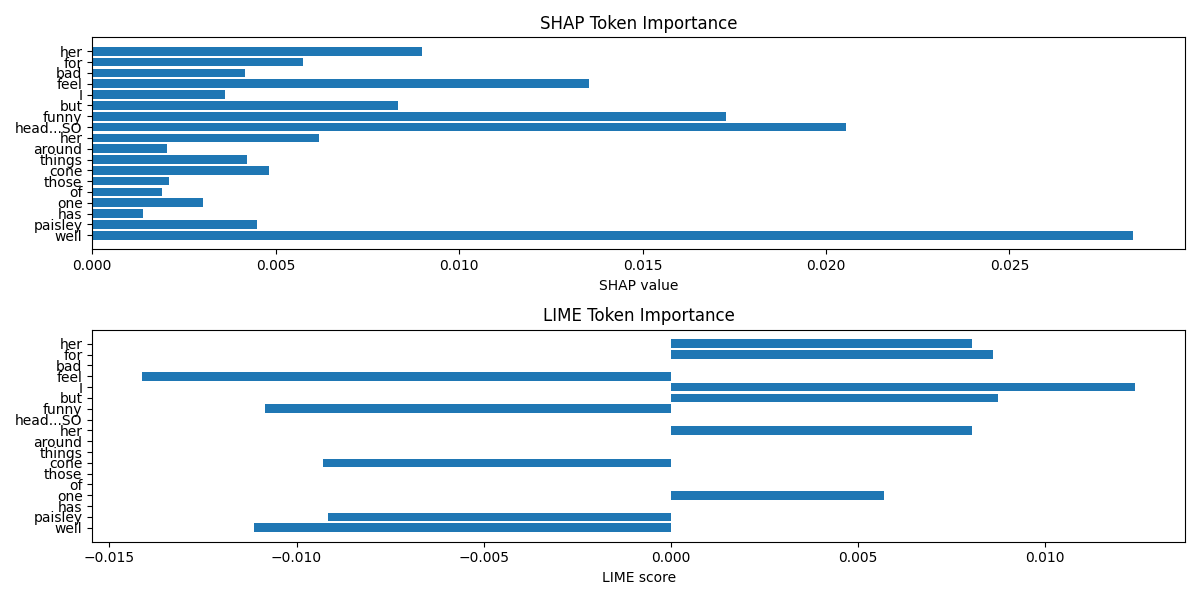 SHAP Token Importance
her
for
bad
feel
I
but
funny
head...SO
her
around
things
cone
those
of
one
has
paisley
well
0.000 0.005 0.010 0.015 0.020 0.025
SHAP value
LIME Token Importance
her
for
bad
feel
I
but
funny
head...SO
her
around
things
cone
those
of
one
has
paisley
well
−0.015 −0.010 −0.005 0.000 0.005 0.010
LIME score